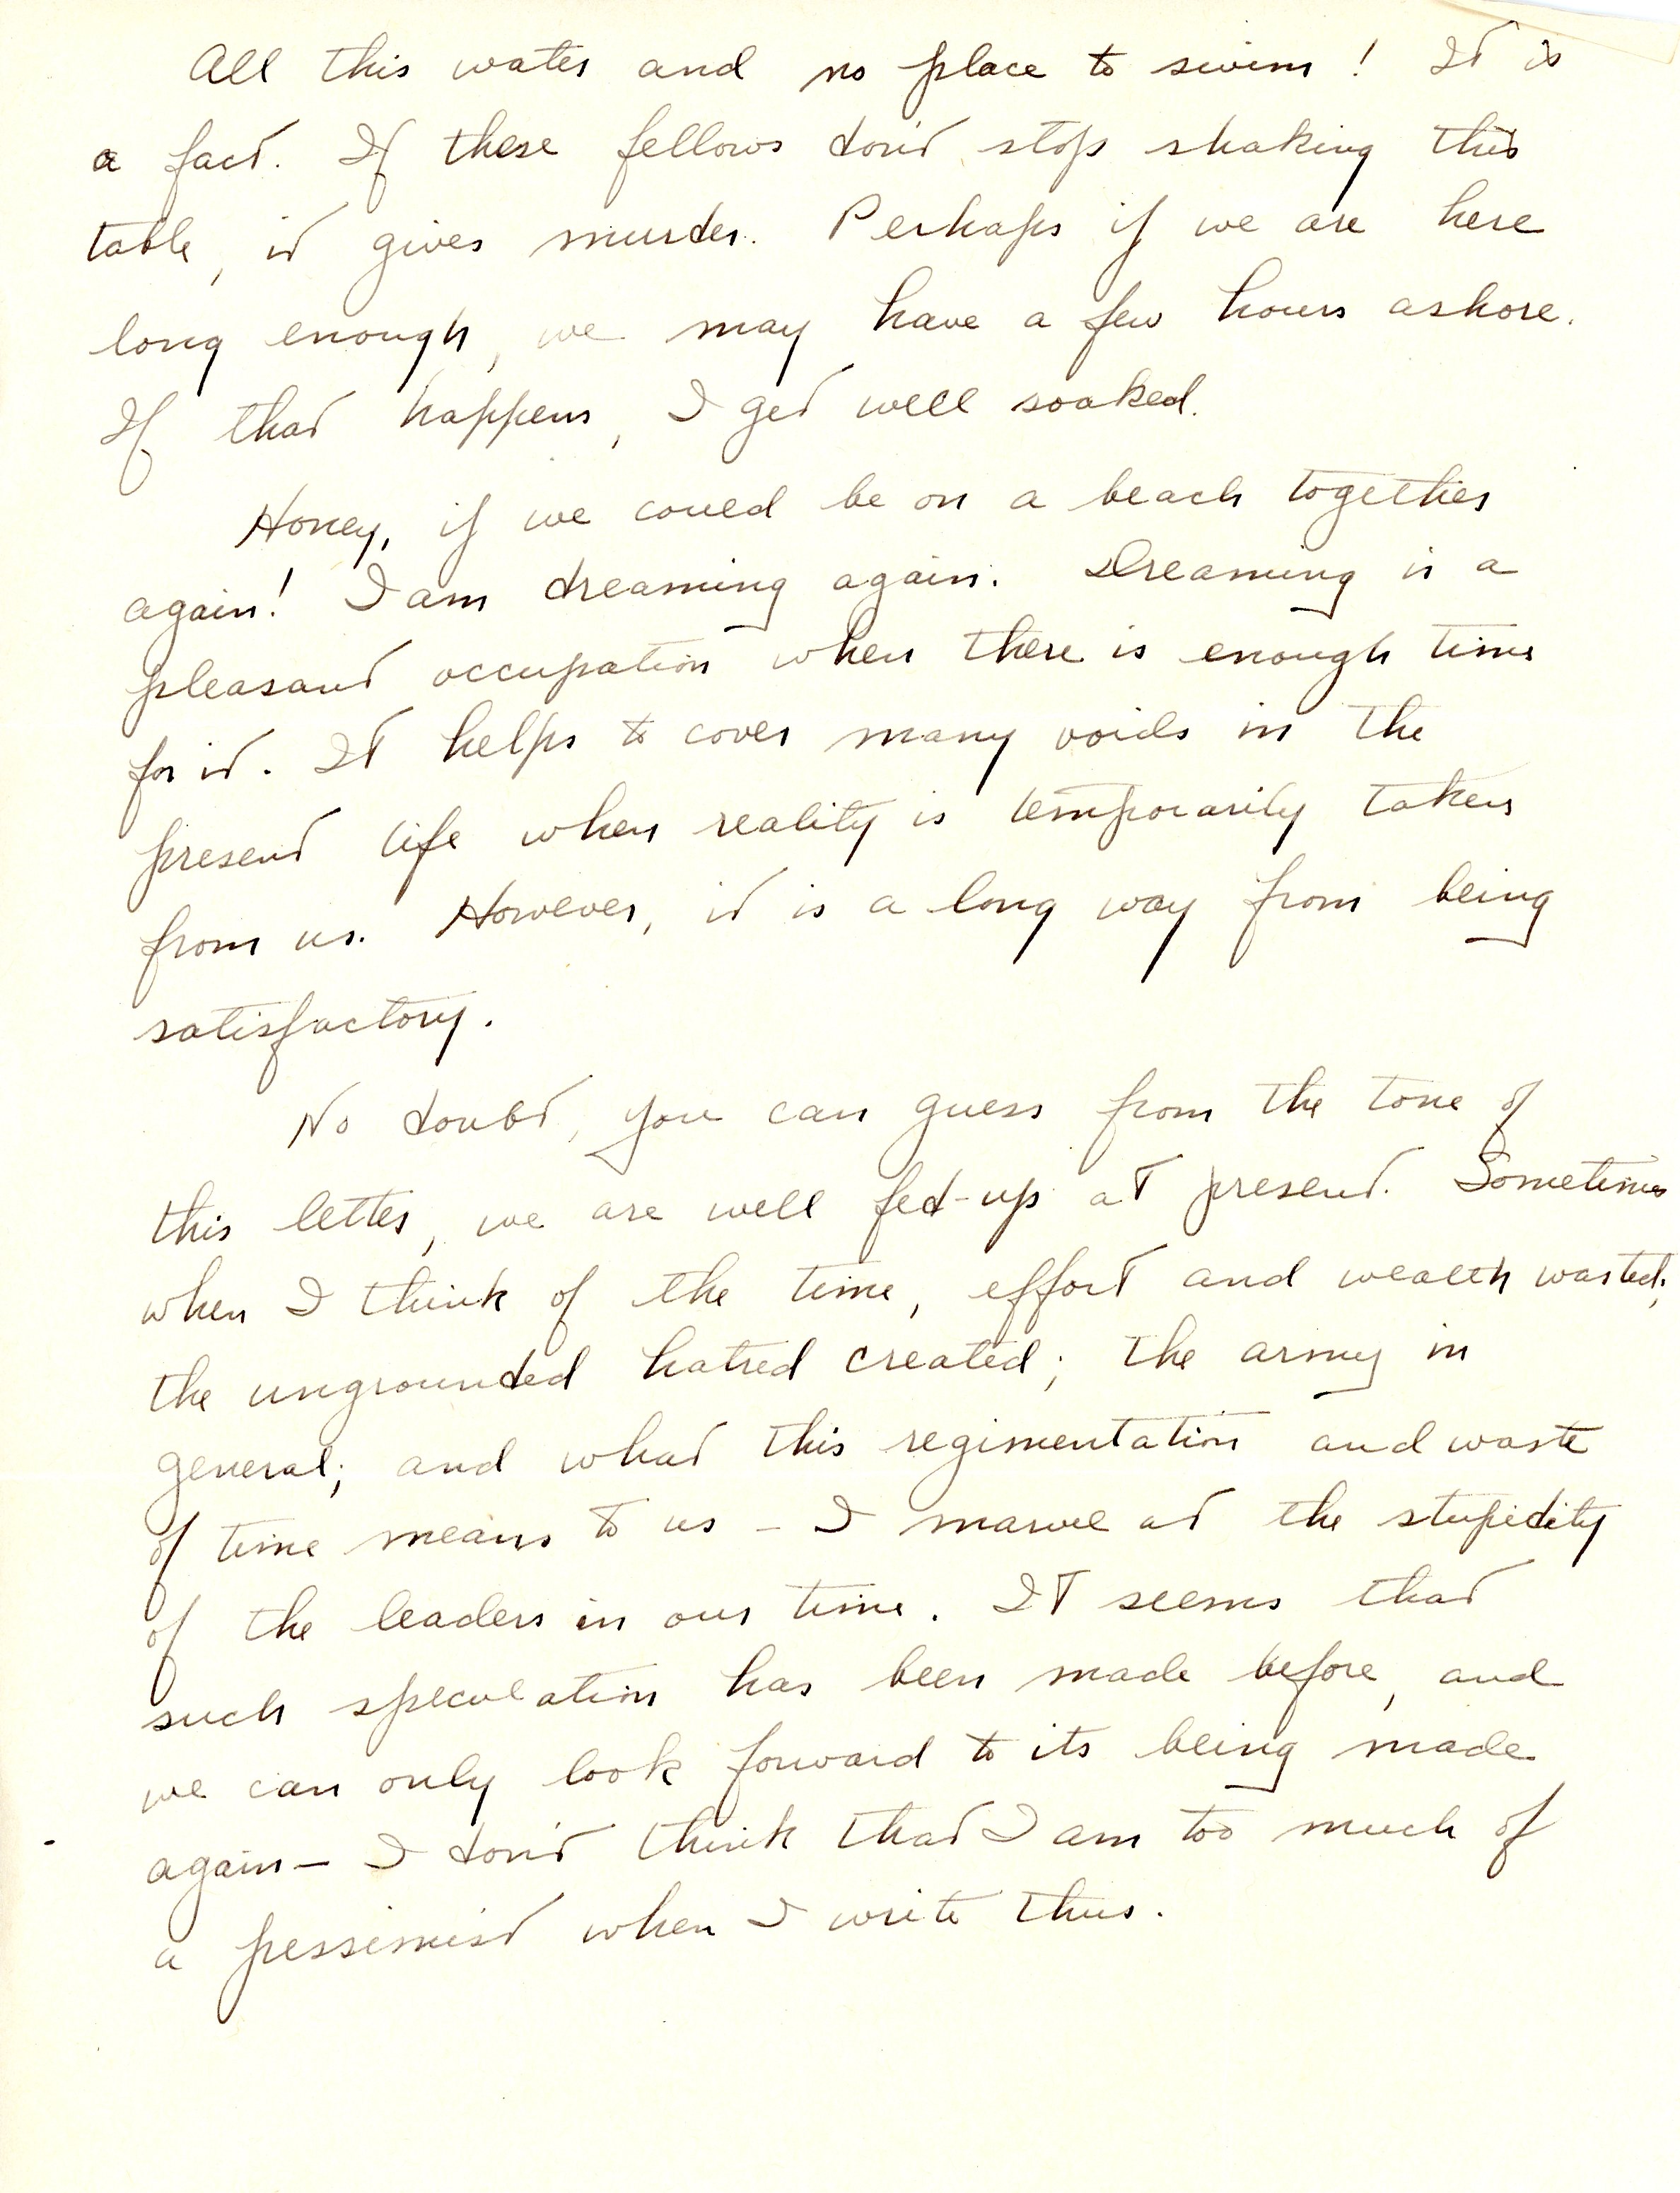 All this water and no place to swim! It is
a fact. If these fellows don't stop shaking this
table, it gives murder. Perhaps if we are here
long enough, we may have a few hours ashore.
If that happens, I get well soaked.
Honey, if we could be on a beach together
again! I am dreaming again. Dreaming is a
pleasant occupation when there is enough time
for it. It helps to cover many voids in the
present life when reality is temporarily taken
from us. However, it is a long way from being
satisfactory.
No doubt, you can guess from the tone of
this letter, we are well fed-up at present. Sometimes
when I think of the time, effort and wealth wasted;
the ungrounded hatred created; the army in
general; and what this regimentation and waste
of time means to us - I marvel at the stupidity
of the leaders in our time. It seems that
such speculation has been made before, and
we can only look forward to its being made
again - I don't think that I am too much of
a pessimist when I write thus.